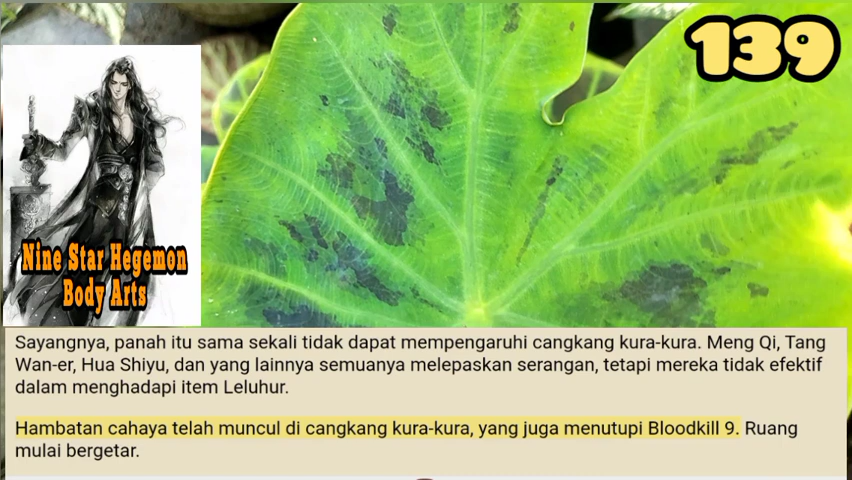 139
Nine Star Hegemon
Body Arts
Sayangnya, panah itu sama sekali tidak dapat mempengaruhi cangkang kura-kura. Meng Qi, Tang
Wan-er, Hua Shiyu, dan yang lainnya semuanya melepaskan serangan, tetapi mereka tidak efektif
dalam menghadapi item Leluhur.
Hambatan cahaya telah muncul di cangkang kura-kura, yang juga menutupi Bloodkill 9. Ruang
mulai bergetar.